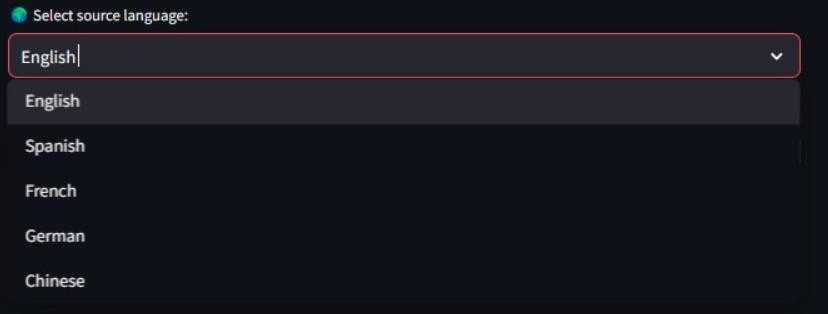 🌍 Select source language:
English
English
Spanish
French
German
Chinese